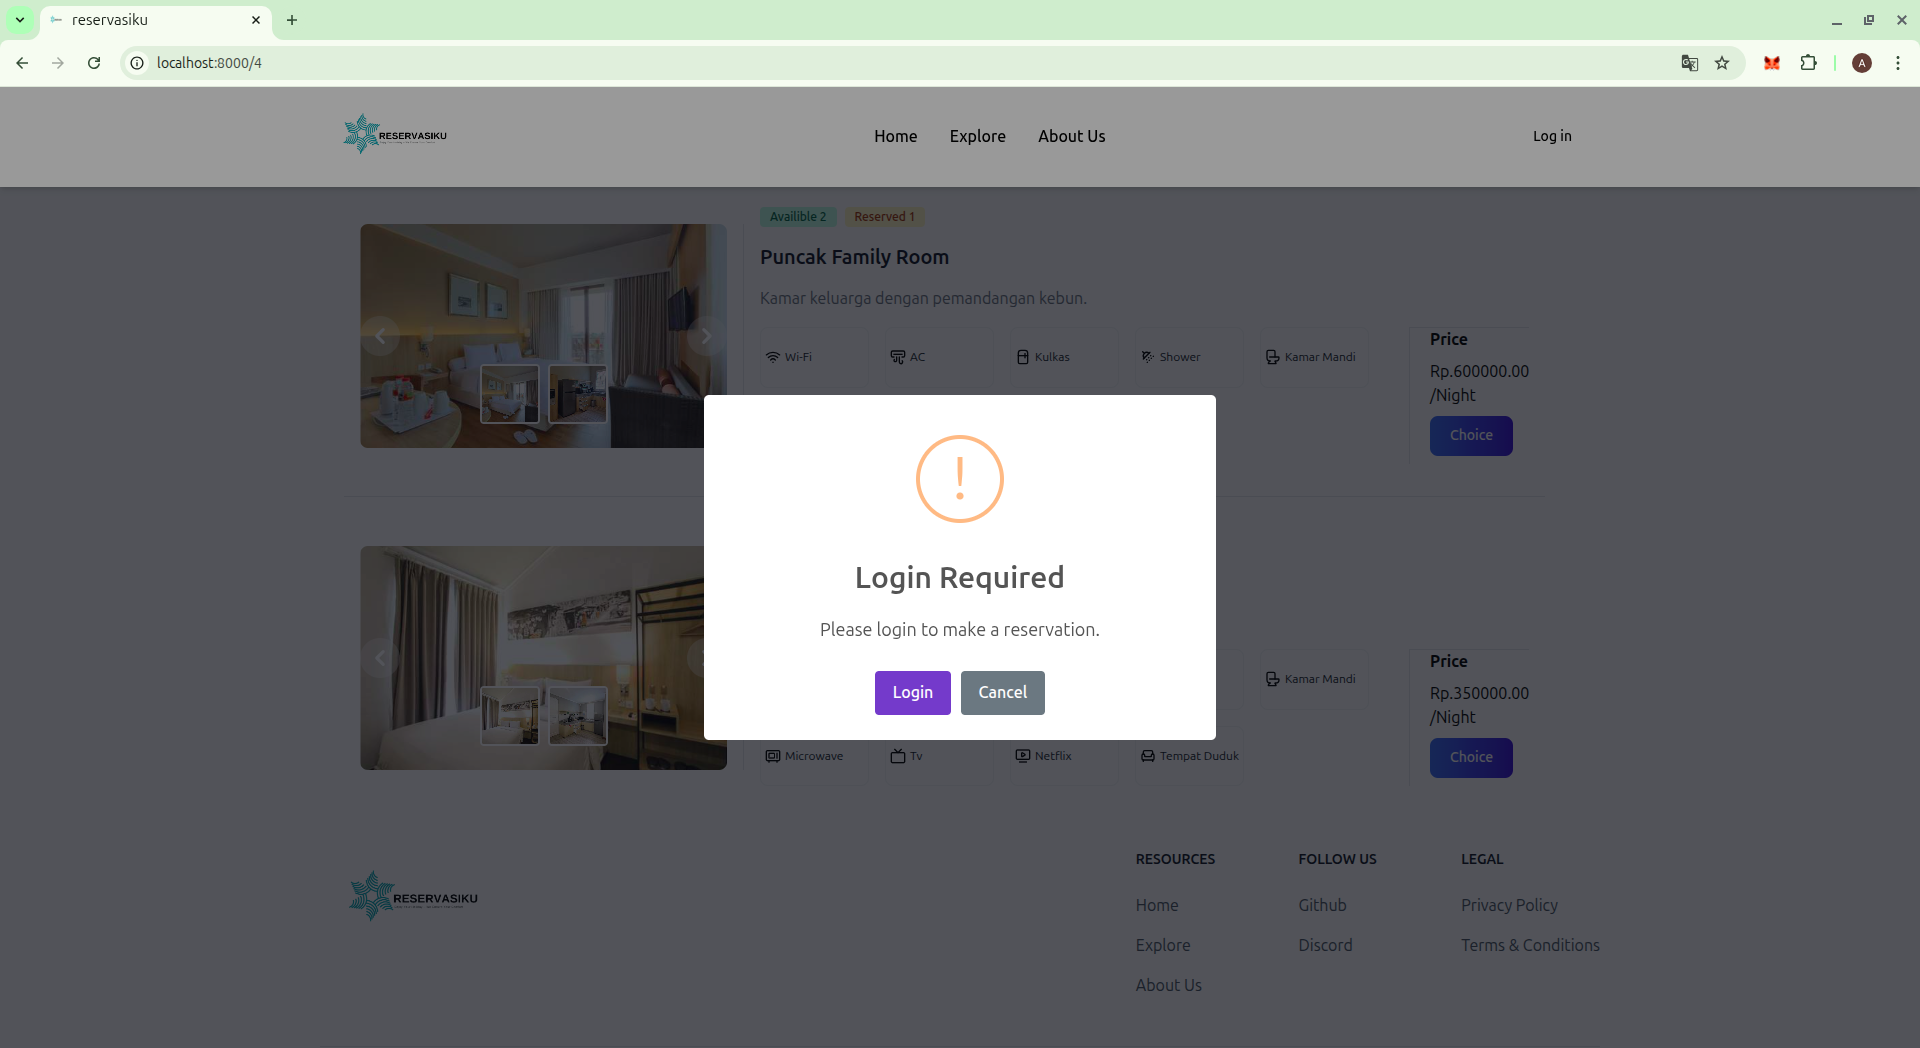 reservasiku
localhost:8000/4
A
RESERVASIKU
Home
Explore
About Us
Log in
Availible 2
Reserved 1
Puncak Family Room
Kamar keluarga dengan pemandangan kebun.
Wi-Fi
AC
Kulkas
Shower
Kamar Mandi
Price
Rp.600000.00
/Night
Choice
!
Login Required
Please login to make a reservation.
Login
Cancel
Kamar Mandi
Price
Rp.350000.00
/Night
Choice
Microwave
Tv
Netflix
Tempat Duduk
RESERVASIKU
RESOURCES
Home
Explore
About Us
FOLLOW US
Github
Discord
LEGAL
Privacy Policy
Terms & Conditions